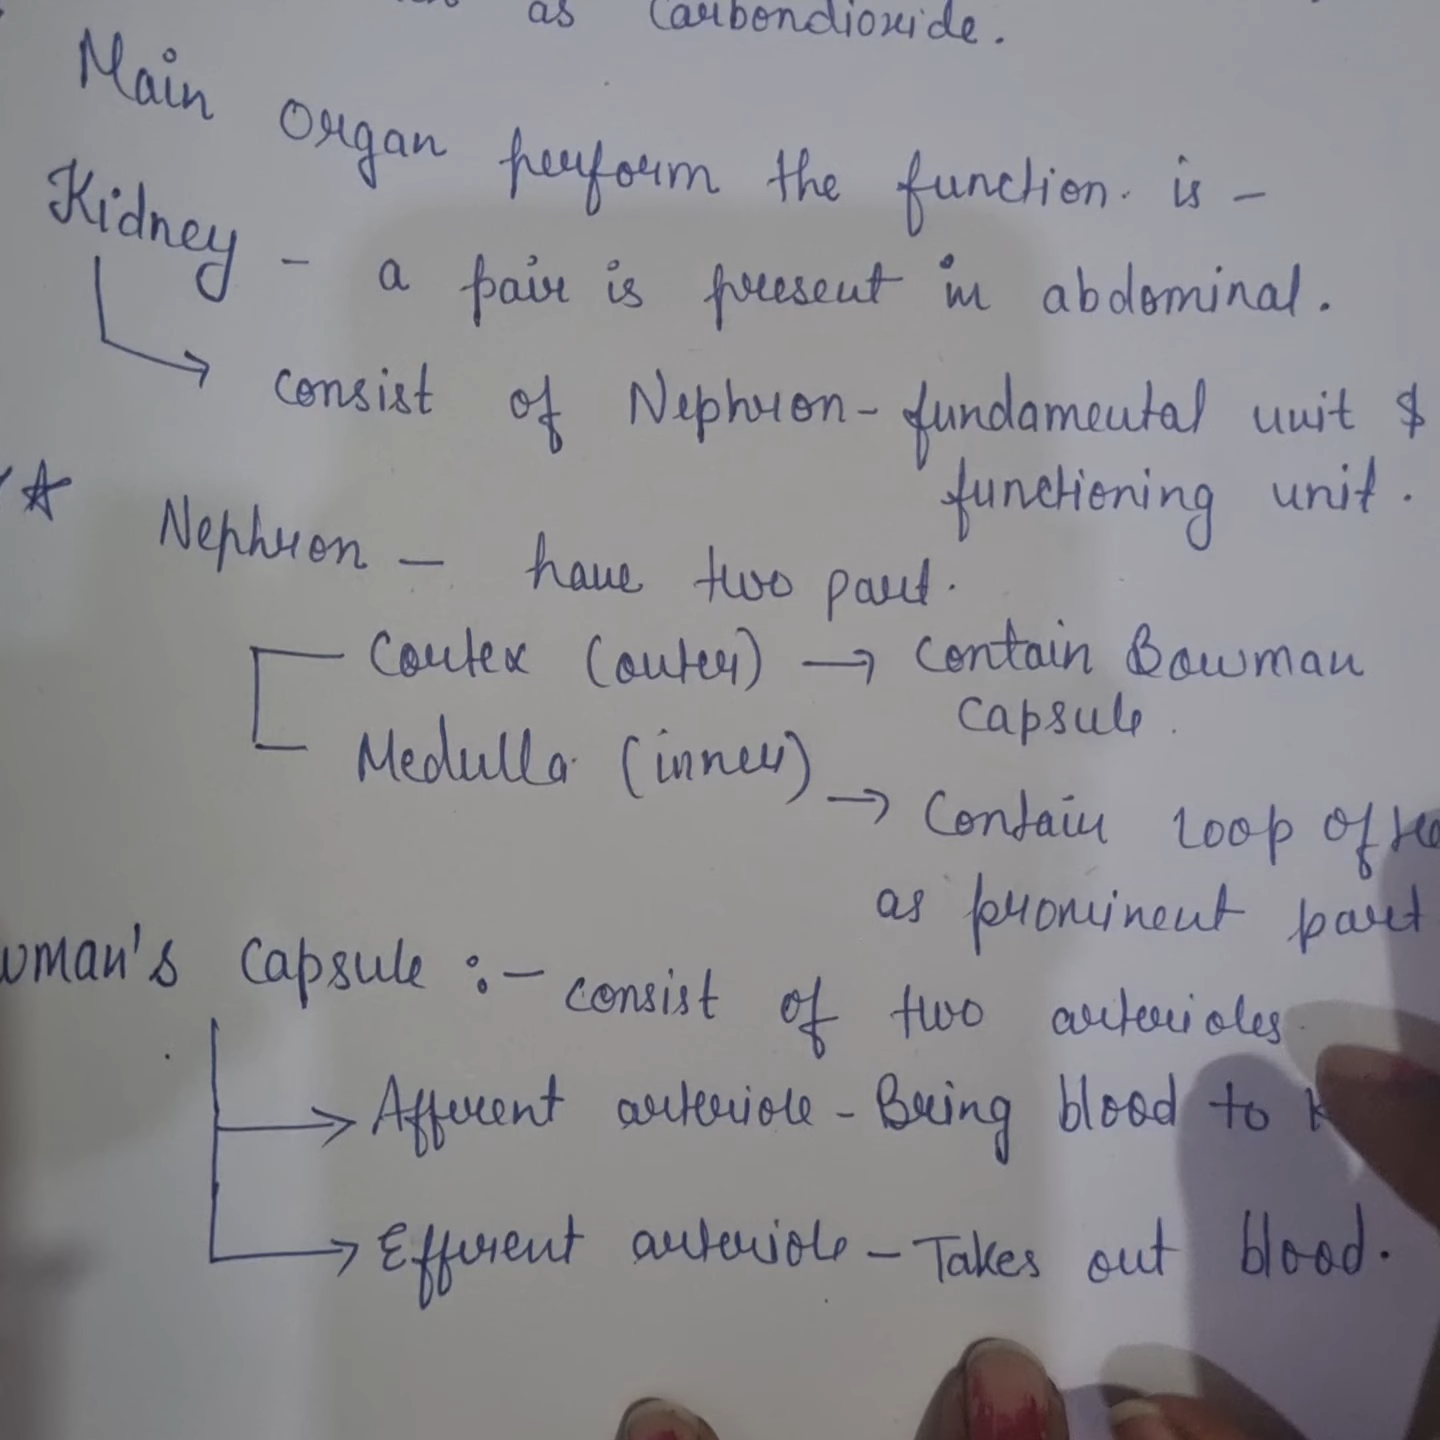 as Carbondioxide.
Main Organ perform the function. is -
Kidney - a pair is present in abdominal.
consist of Nephron - fundamental unit $
functioning unit.
Nephron - have two part.
Cortex (outer) → Contain Bowman
Capsule.
Medulla (inner)
→ Contain loop of
as prominent part
Capsule :- consist of two arterioles.
Afferent arteriole - Bring blood to
Efferent arteriole - Takes out blood.